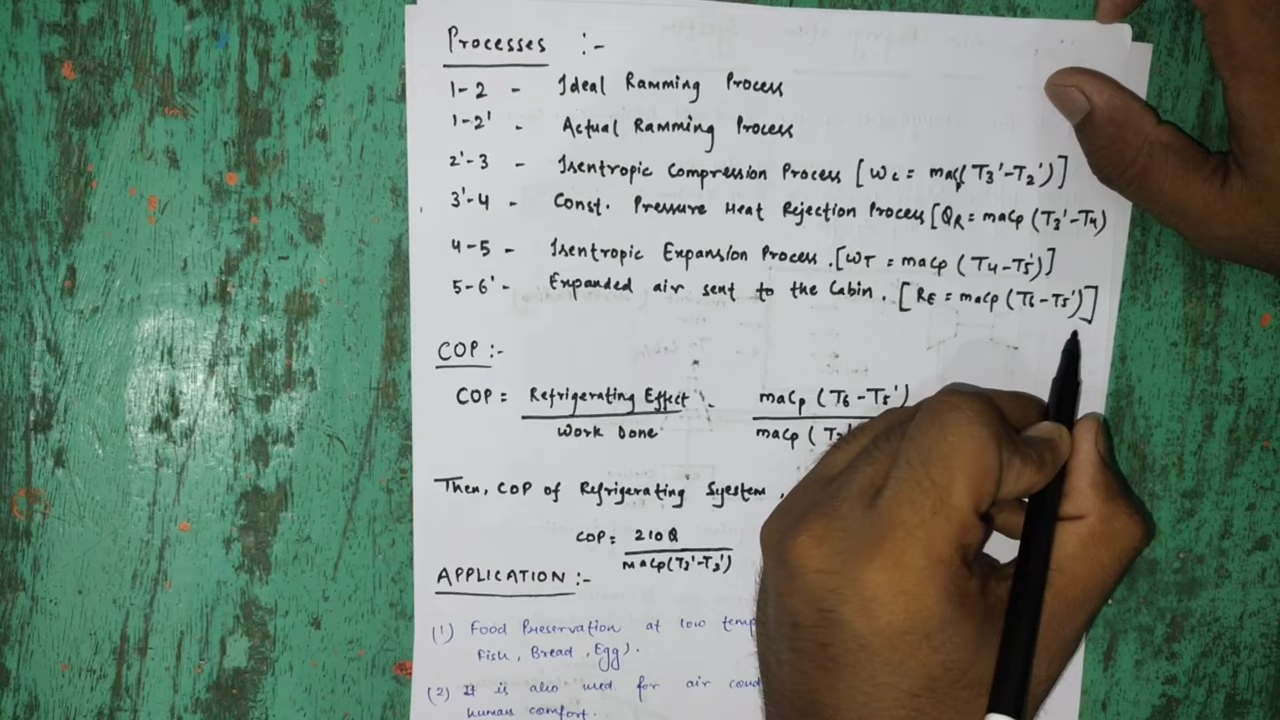 Processes :-
1-2 - Ideal Ramming Process
1-2' - Actual Ramming Process
2'-3 - Isentropic Compression Process [Wc = macp(T3'-T2')]
3'-4 - Const. Pressure Heat Rejection Process [QR = macp (T3'-T4)
4-5 - Isentropic Expansion Process. [WT = macp (T4-T5')]
5-6' - Expanded air sent to the Cabin. [RE = macp (T6-T5')]
COP :-
COP = Refrigerating Effect - macp (T6-T5')
Work Done macp (
Then, COP of Refrigerating Syestem,
COP = 210Q
macp(T3'-T2')
APPLICATION :-
(1) Food Preservation at low temp
Fish, Bread, Egg).
(2) It is also used for air cond
human comfort.